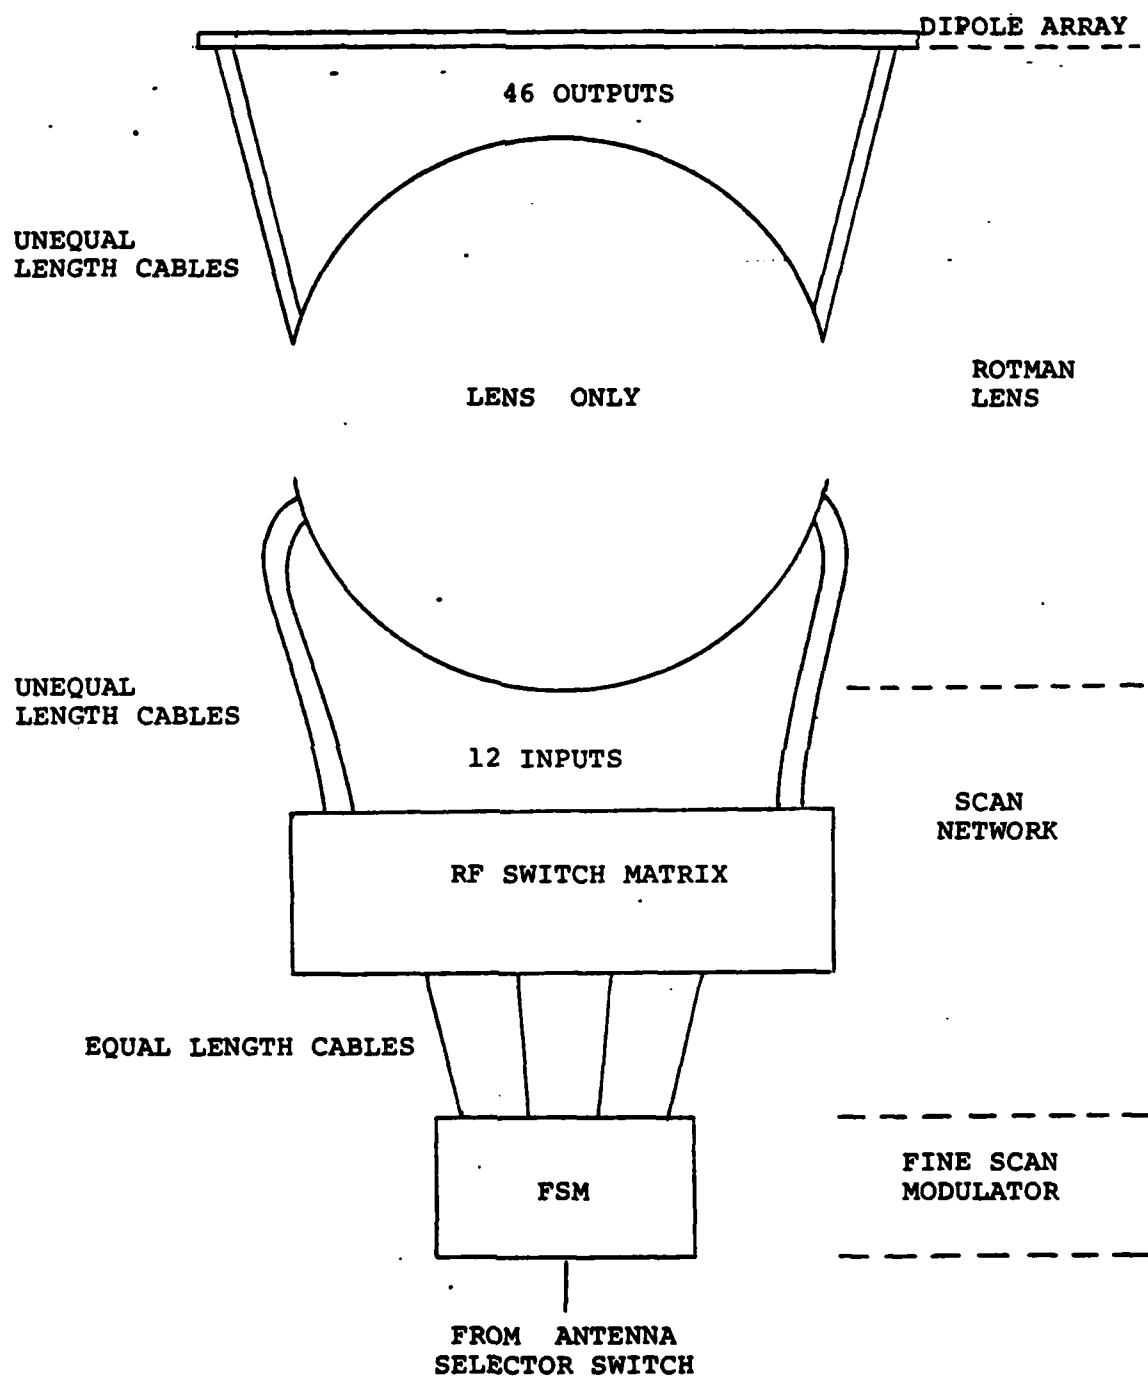 DIPOLE ARRAY
46 OUTPUTS
UNEQUAL
LENGTH CABLES
LENS ONLY
ROTMAN
LENS
UNEQUAL
LENGTH CABLES
12 INPUTS
SCAN
NETWORK
RF SWITCH MATRIX
EQUAL LENGTH CABLES
FINE SCAN
MODULATOR
FSM
FROM ANTENNA
SELECTOR SWITCH